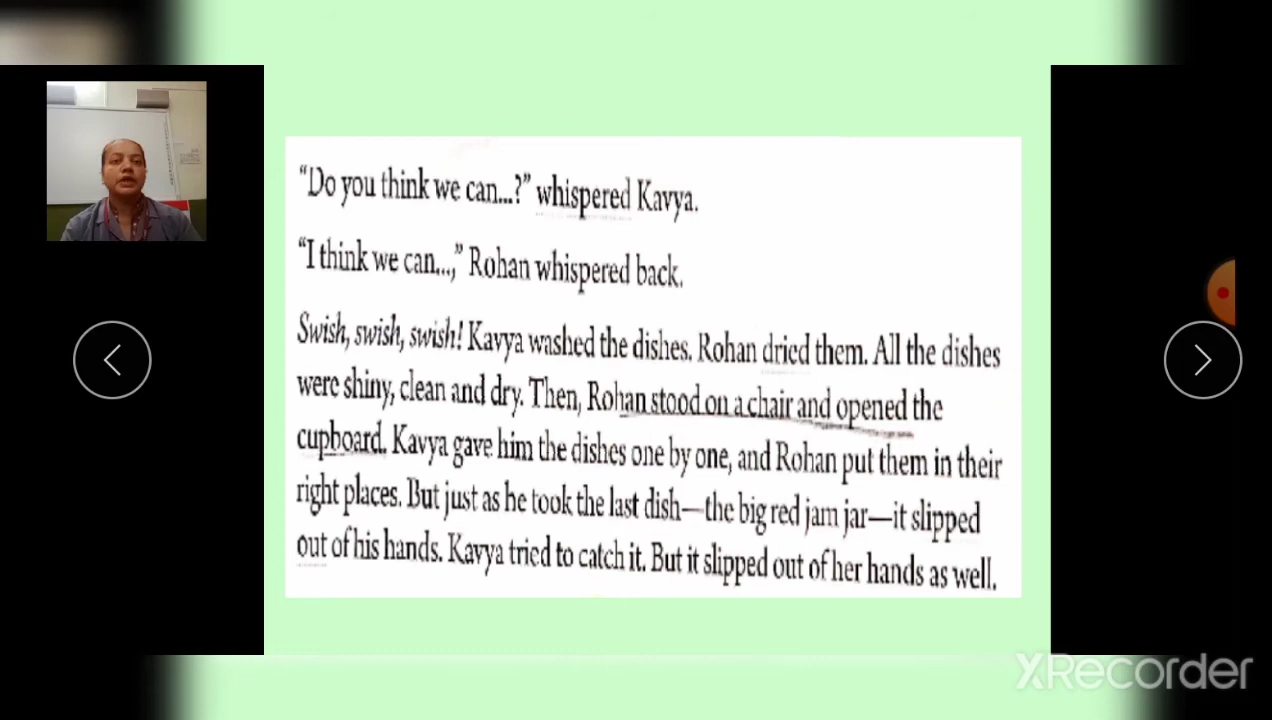 “Do you think we can...?” whispered Kavya.
“I think we can...,” Rohan whispered back.
Swish, swish, swish! Kavya washed the dishes. Rohan dried them. All the dishes
were shiny, clean and dry. Then, Rohan stood on a chair and opened the
cupboard. Kavya gave him the dishes one by one, and Rohan put them in their
right places. But just as he took the last dish—the big red jam jar—it slipped
out of his hands. Kavya tried to catch it. But it slipped out of her hands as well.
XRecorder